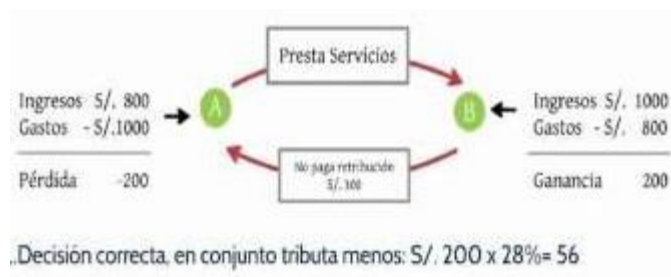 Presta Servicios
Ingresos S/. 800
Gastos - S/.1000
Pérdida -200
A
B
Ingresos S/. 1000
Gastos - S/. 800
Ganancia 200
No paga retribución
S/. 300
..Decisión correcta, en conjunto tributa menos: S/. 200 x 28%= 56